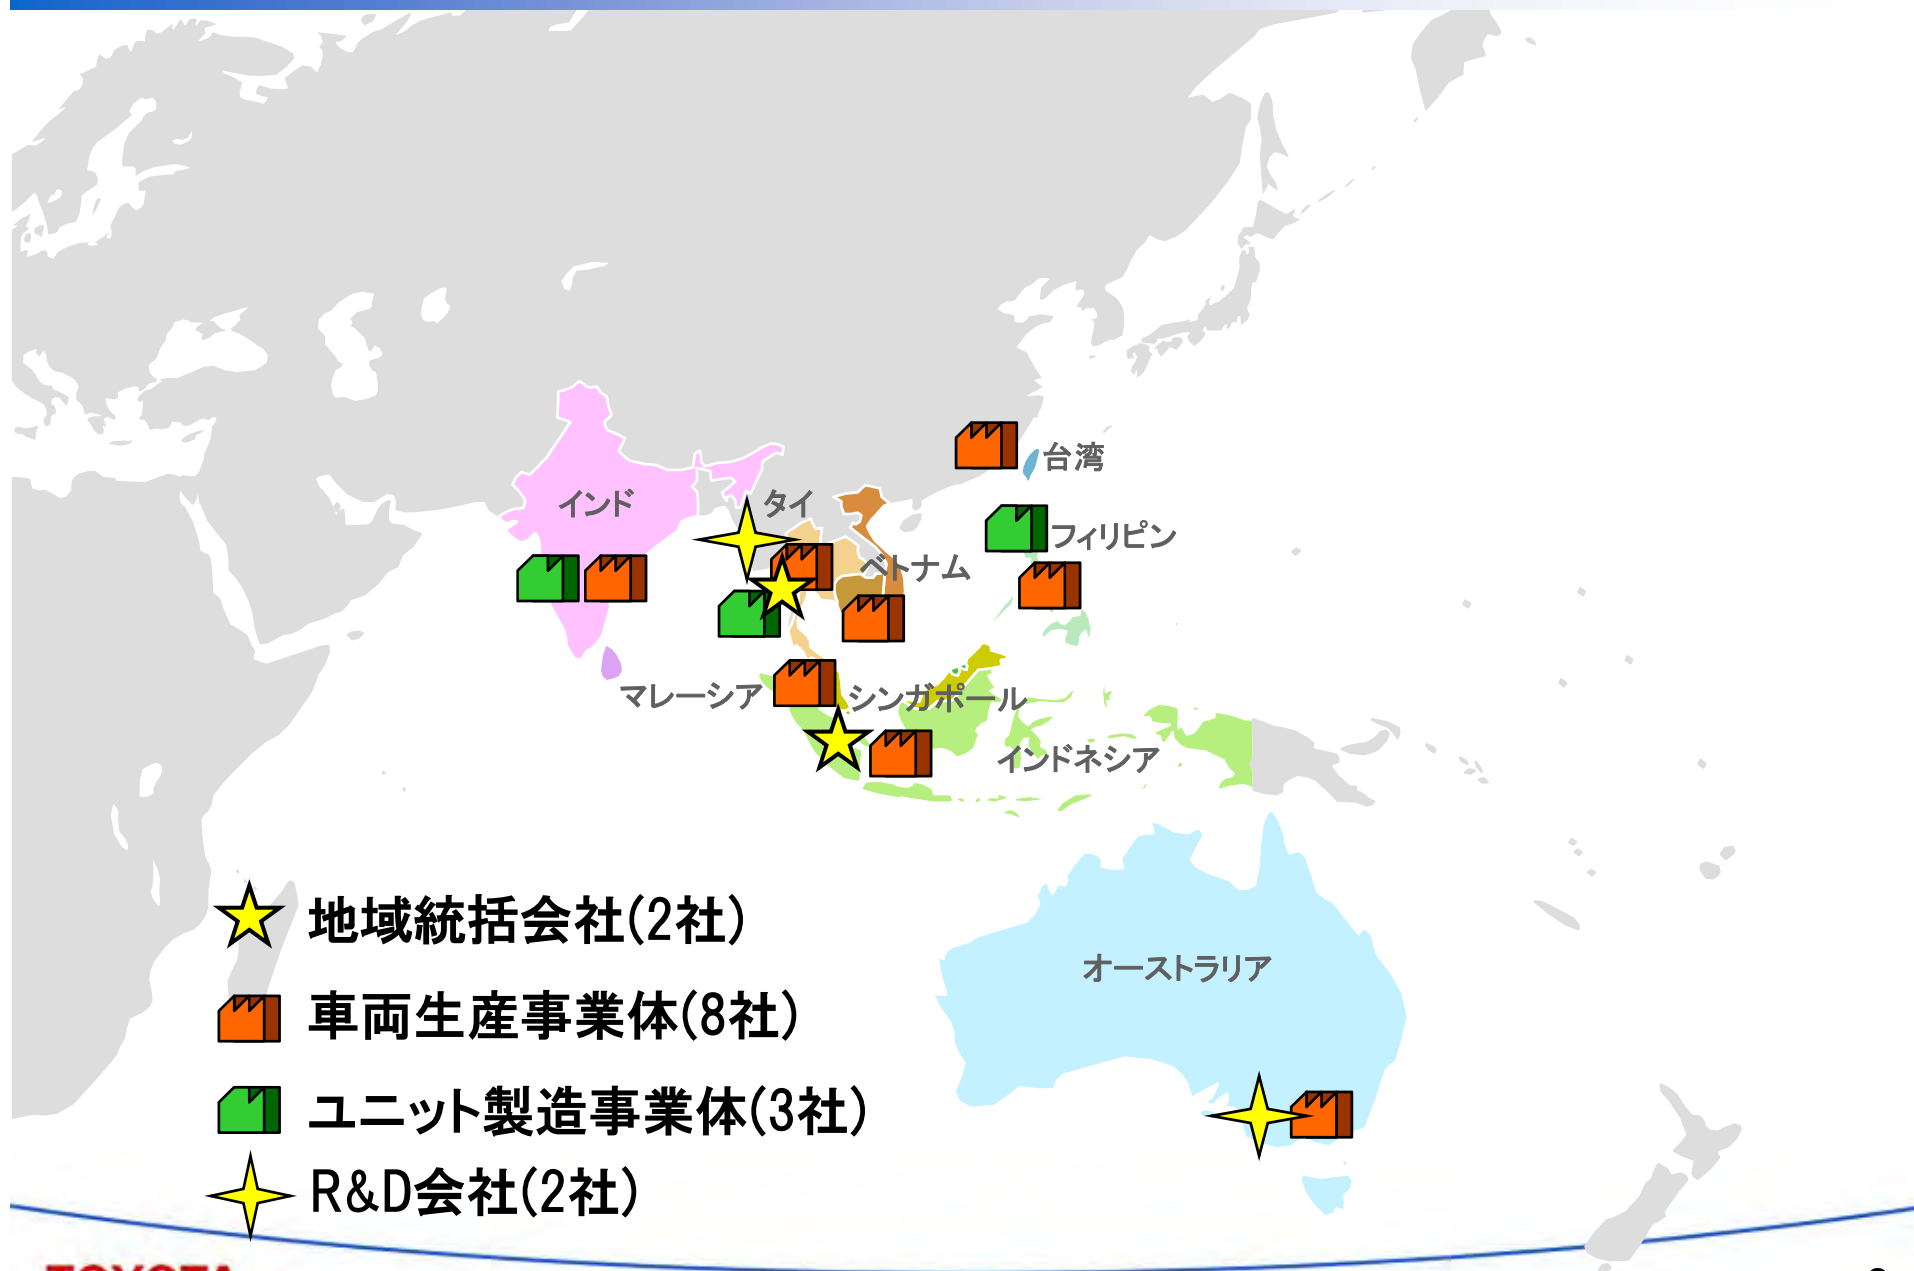 台湾
インド
タイ
フィリピン
ベトナム
マレーシア
シンガポール
インドネシア
オーストラリア
地域統括会社(2社)
車両生産事業体(8社)
ユニット製造事業体(3社)
R&D会社(2社)
TOYOTA